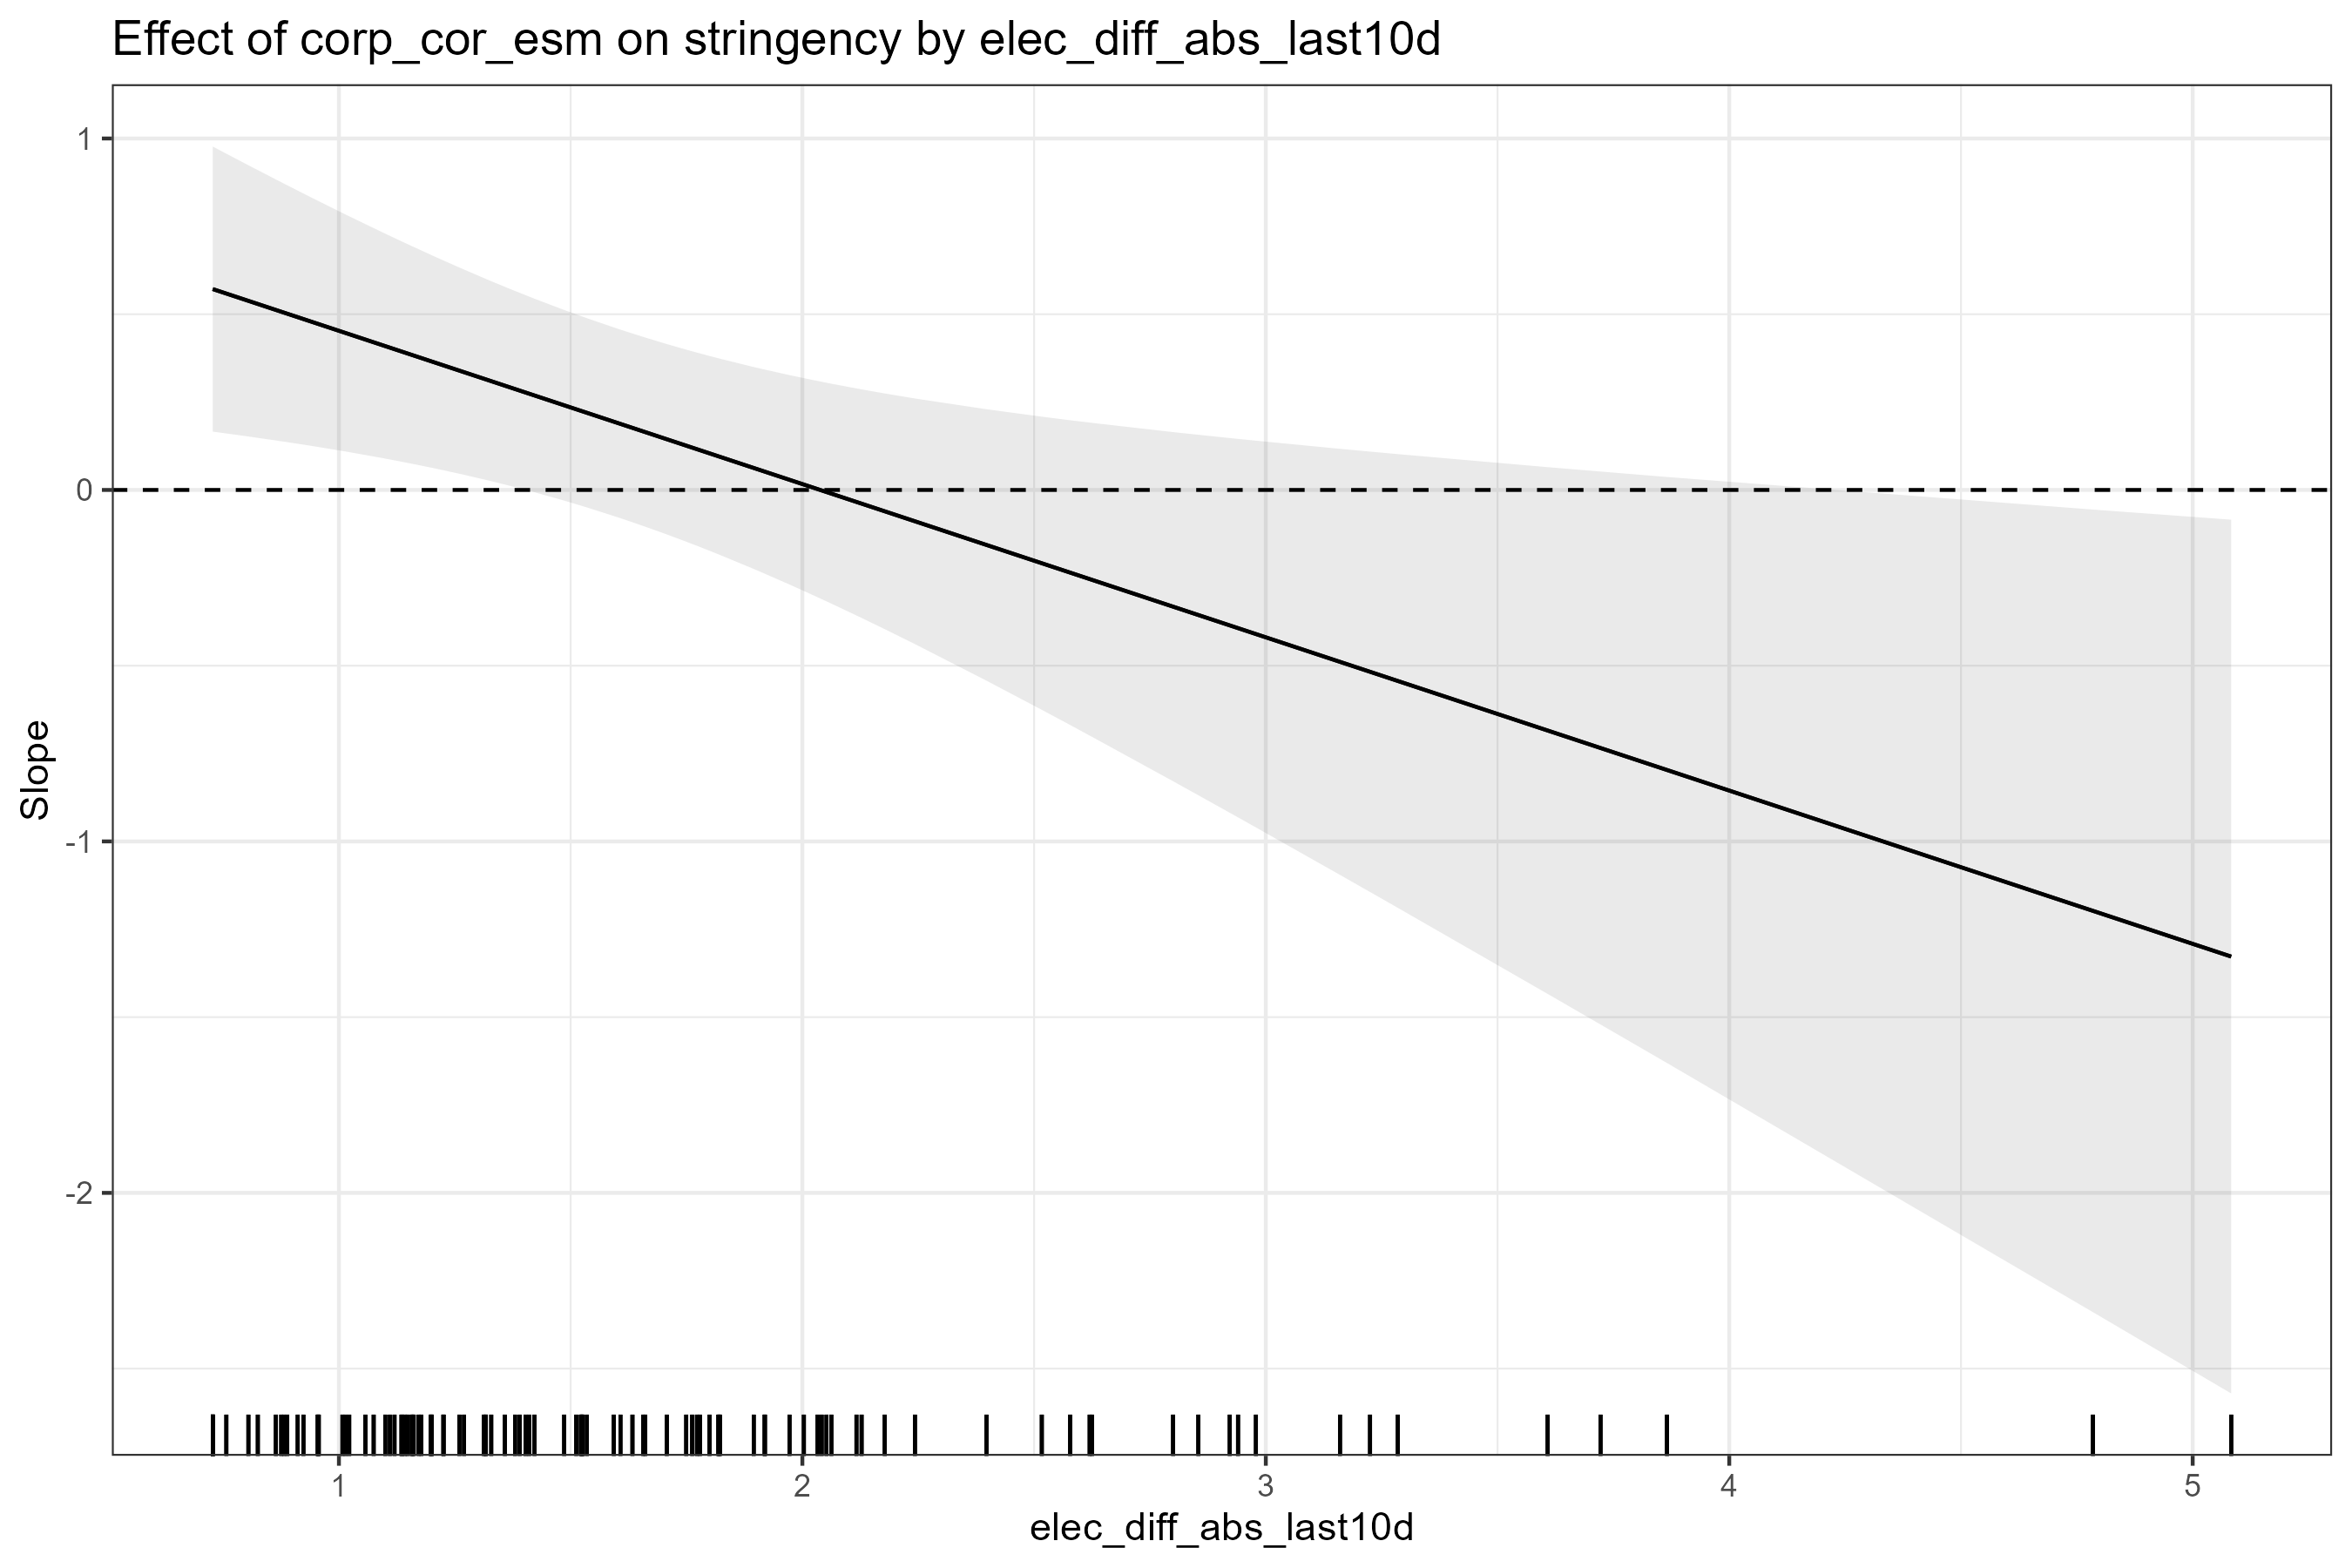 Effect of corp_cor_esm on stringency by elec_diff_abs_last10d
1
0
-1
-2
Slope
1 2 3 4 5
elec_diff_abs_last10d